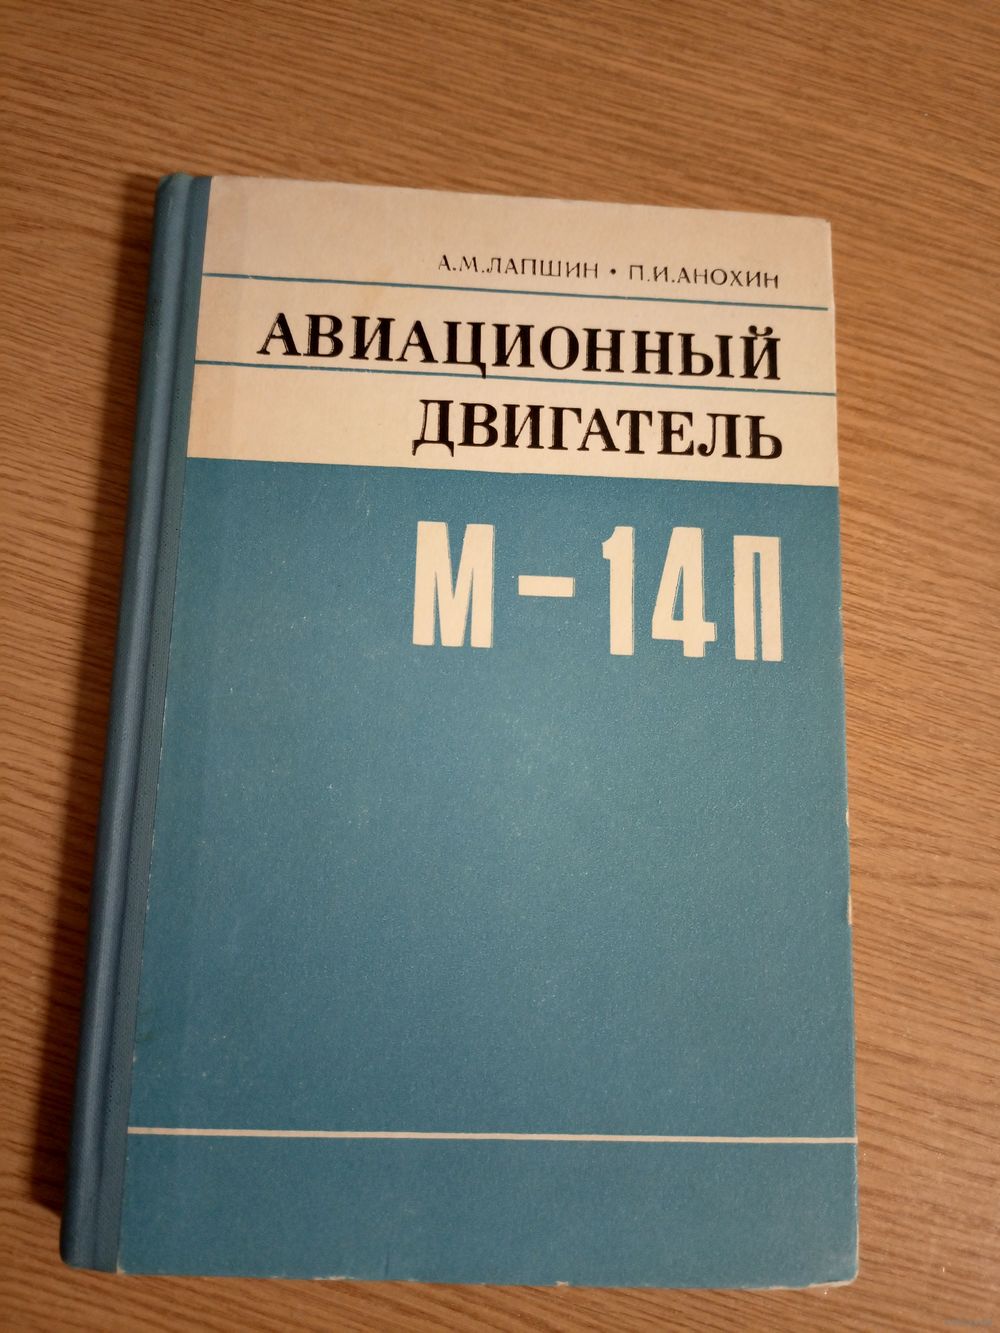 А.М.ЛАПШИН • П.И.АНОХИН
АВИАЦИОННЫЙ
ДВИГАТЕЛЬ
М-14П